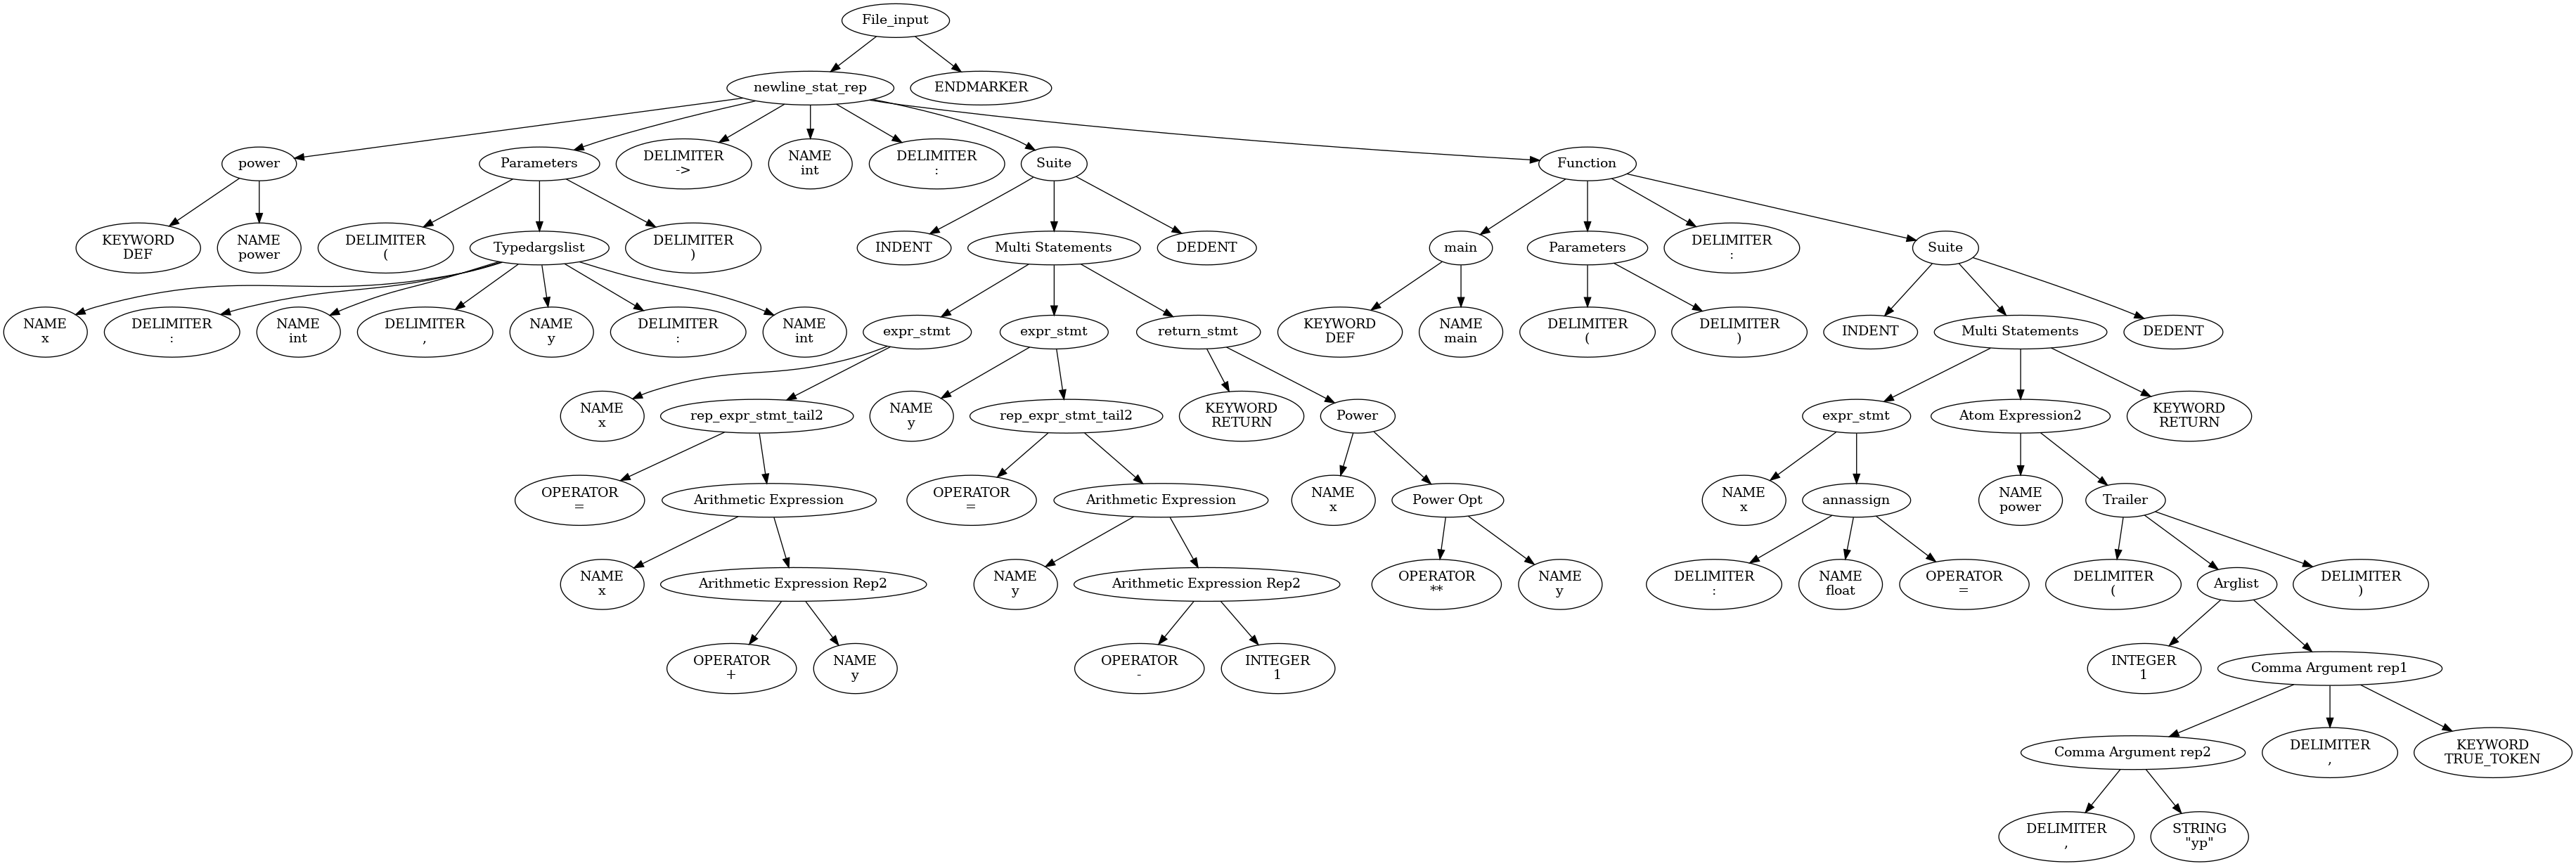 File_input
newline_stat_rep
ENDMARKER
power
Parameters
DELIMITER
->
NAME
int
DELIMITER
:
Suite
Function
KEYWORD
DEF
NAME
power
DELIMITER
(
Typedargslist
DELIMITER
)
INDENT
Multi Statements
DEDENT
main
Parameters
DELIMITER
:
Suite
NAME
x
DELIMITER
:
NAME
int
DELIMITER
,
NAME
y
DELIMITER
:
NAME
int
expr_stmt
expr_stmt
return_stmt
KEYWORD
DEF
NAME
main
DELIMITER
(
DELIMITER
)
INDENT
Multi Statements
DEDENT
NAME
x
rep_expr_stmt_tail2
NAME
y
rep_expr_stmt_tail2
KEYWORD
RETURN
Power
expr_stmt
Atom Expression2
KEYWORD
RETURN
OPERATOR
=
Arithmetic Expression
OPERATOR
=
Arithmetic Expression
NAME
x
Power Opt
NAME
x
annassign
NAME
power
Trailer
NAME
x
Arithmetic Expression Rep2
NAME
y
Arithmetic Expression Rep2
OPERATOR
**
NAME
y
DELIMITER
:
NAME
float
OPERATOR
=
DELIMITER
(
Arglist
DELIMITER
)
OPERATOR
+
NAME
y
OPERATOR
-
INTEGER
1
INTEGER
1
Comma Argument rep1
Comma Argument rep2
DELIMITER
,
KEYWORD
TRUE_TOKEN
DELIMITER
,
STRING
"yp"